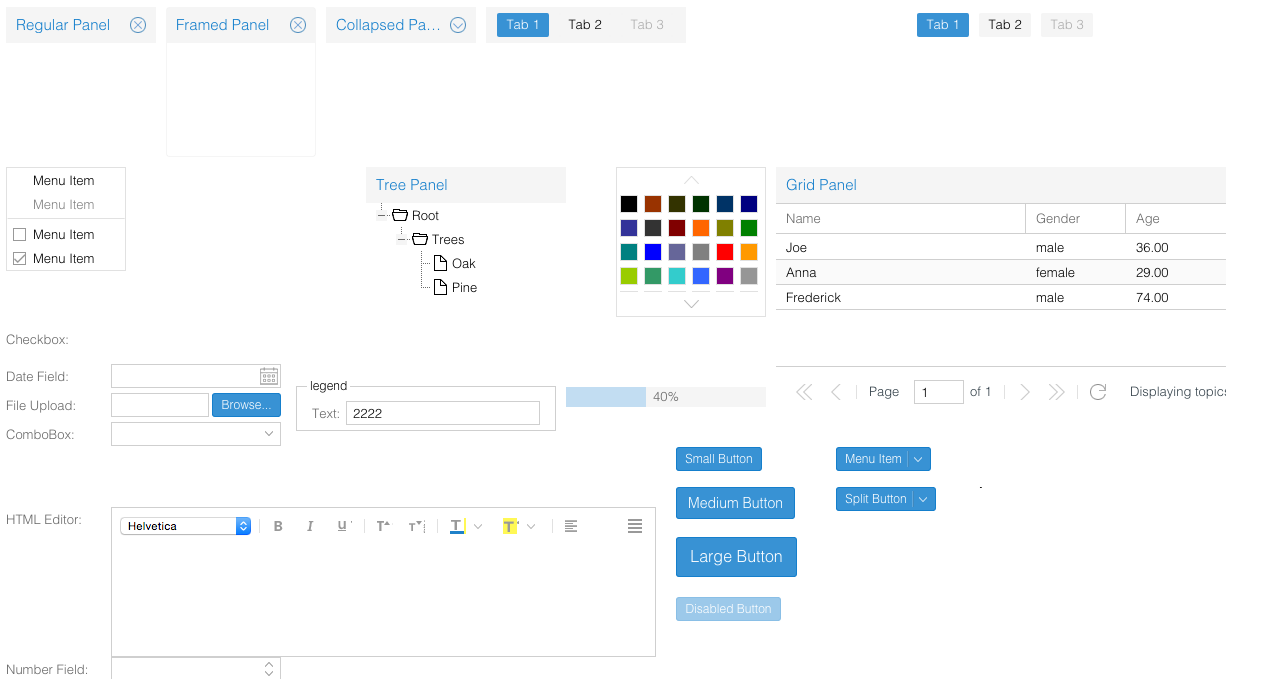 Regular Panel
Framed Panel
Collapsed Pa...
Tab 1 Tab 2 Tab 3
Tab 1 Tab 2 Tab 3
Menu Item
Menu Item
Menu Item
Menu Item
Tree Panel
Root
Trees
Oak
Pine
Grid Panel
Name Gender Age
Joe male 36.00
Anna female 29.00
Frederick male 74.00
Page 1 of 1 Displaying topics
Checkbox:
Date Field:
File Upload: Browse...
ComboBox:
legend
Text: 2222
40%
Small Button
Medium Button
Large Button
Disabled Button
Menu Item
Split Button
HTML Editor:
Helvetica B I U T T T T
Number Field: